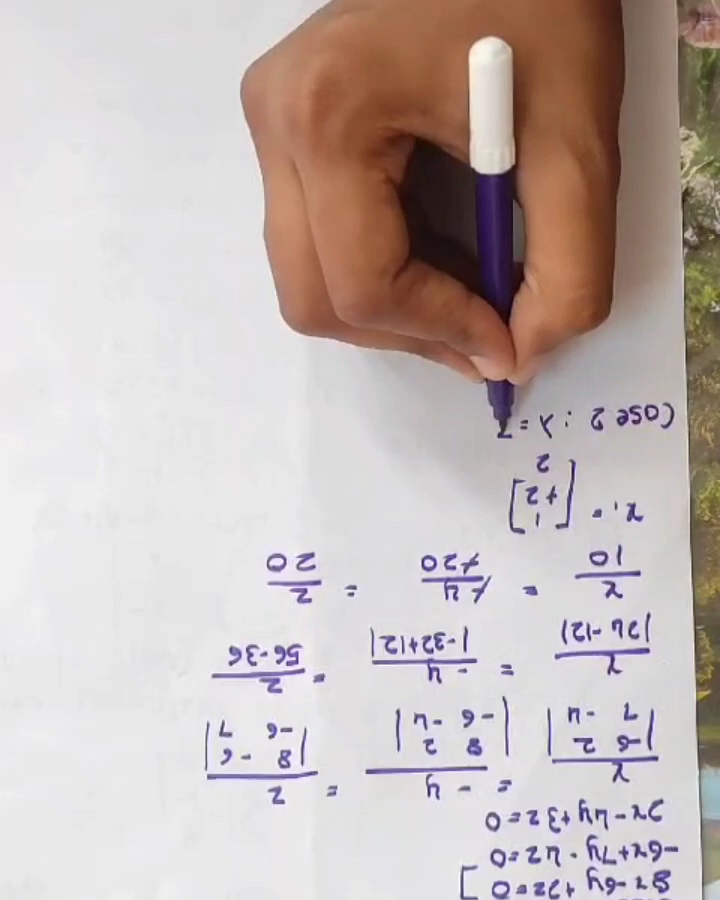 8x-6y+2z=0 ]
-6x+7y-4z=0
2x-4y+3z=0
x / |-6 2 7 -4| = -y / |8 2 -6 -4| = z / |8 -6 -6 7|
x / |24-12| = -y / |-32+12| = z / 56-36
x / 10 = -y / -20 = z / 20
x₁ = [1 +2 2]
Case 2 : λ =